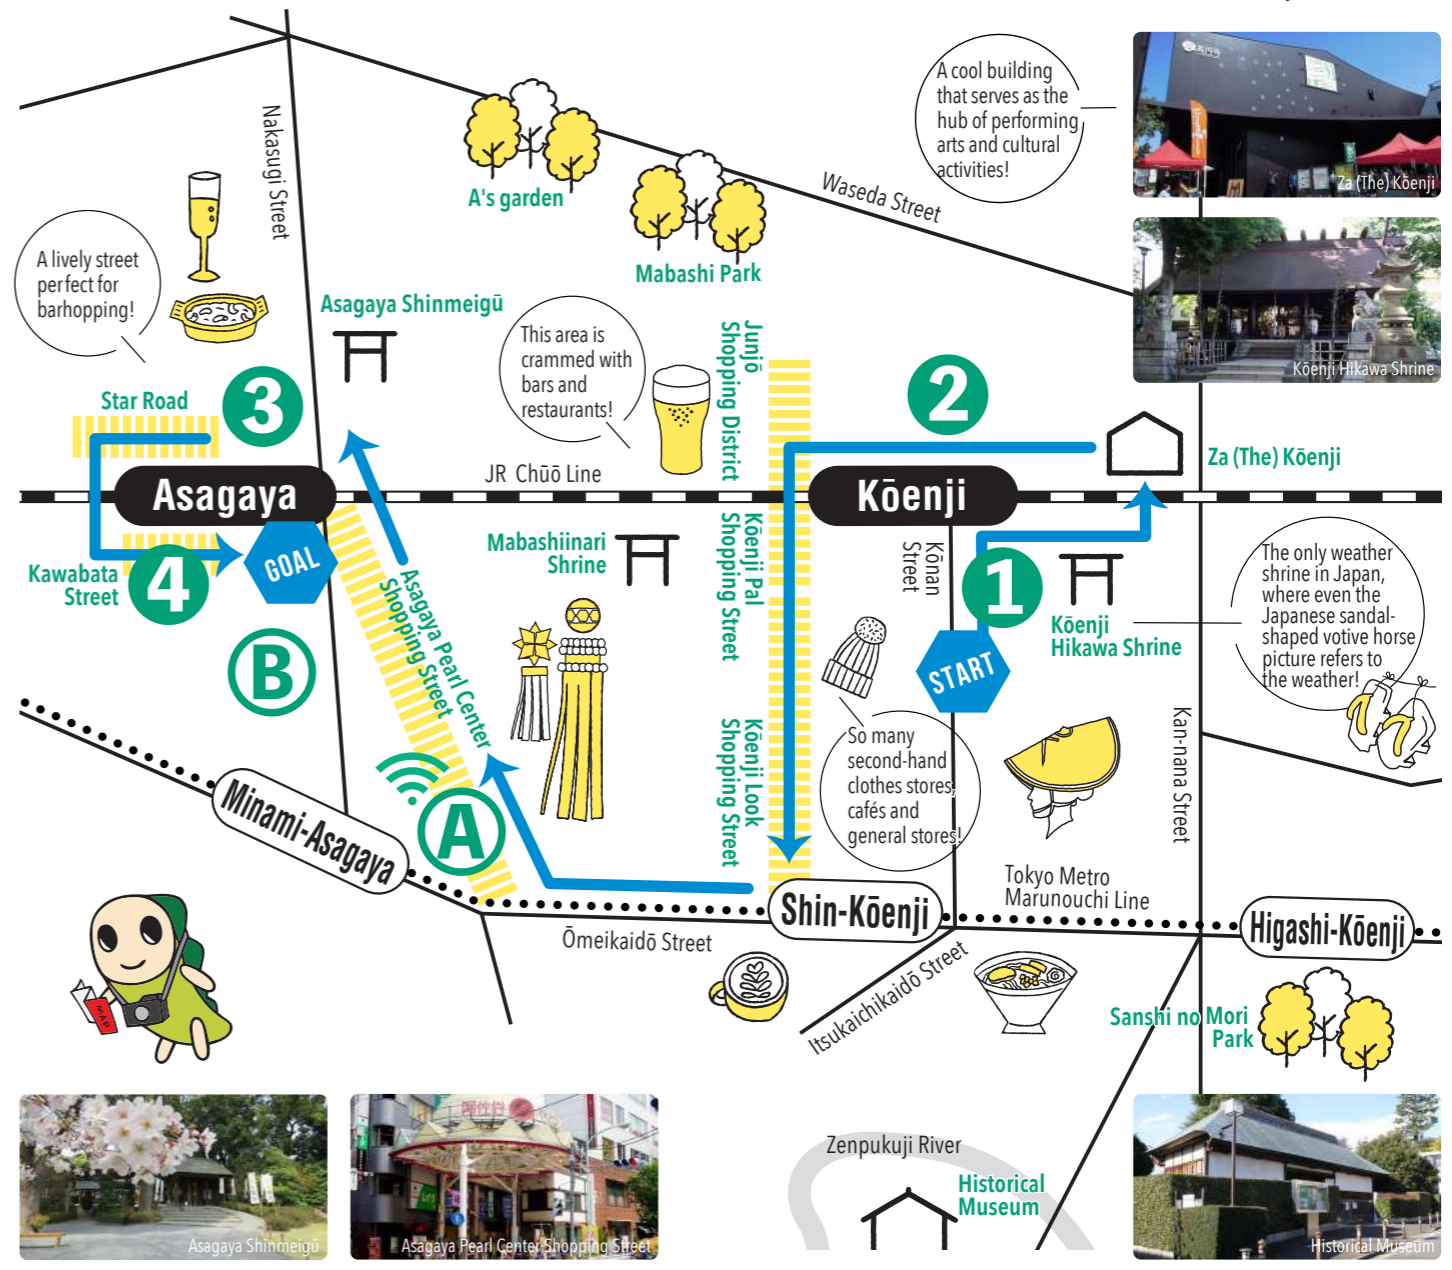 A cool building
that serves as the
hub of performing
arts and cultural
activities!
Za (The) Kōenji
Nakasugi Street
A's garden
Waseda Street
Mabashi Park
A lively street
perfect for
barhopping!
Asagaya Shinmeigū
This area is
crammed with
bars and
restaurants!
Junjō
Shopping District
Kōenji Hikawa Shrine
Star Road
3
2
Za (The) Kōenji
JR Chūō Line
Asagaya
Kōenji
GOAL
Kawabata
Street
4
Mabashiinari
Shrine
Kōenji Pal
Shopping Street
Kōnan
Street
1
Kōenji
Hikawa Shrine
The only weather
shrine in Japan,
where even the
Japanese sandal-
shaped votive horse
picture refers to
the weather!
Asagaya Pearl Center
Shopping Street
B
START
Kōenji Look
Shopping Street
So many
second-hand
clothes stores,
cafés and
general stores!
Kan-nana Street
Minami-Asagaya
A
Tokyo Metro
Marunouchi Line
Shin-Kōenji
Higashi-Kōenji
Ōmeikaidō Street
Itsukaichikaidō Street
MAP
Sanshi no Mori
Park
阿佐谷
Asagaya Shinmeigū
Asagaya Pearl Center Shopping Street
Zenpukuji River
Historical
Museum
Historical Museum